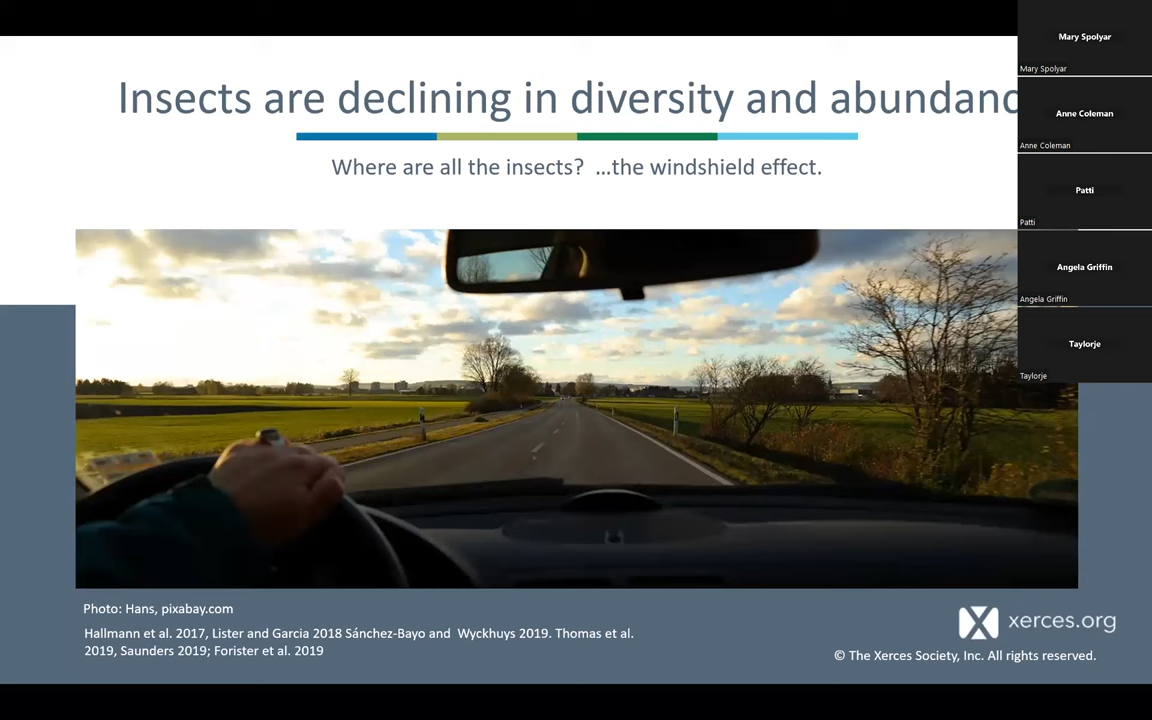 Insects are declining in diversity and abundanc
Where are all the insects?  ...the windshield effect.
Mary Spolyar
Mary Spolyar
Anne Coleman
Anne Coleman
Patti
Patti
Angela Griffin
Angela Griffin
Taylorje
Taylorje
Photo: Hans, pixabay.com
Hallmann et al. 2017, Lister and Garcia 2018 Sánchez-Bayo and  Wyckhuys 2019. Thomas et al.
2019, Saunders 2019; Forister et al. 2019
xerces.org
© The Xerces Society, Inc. All rights reserved.